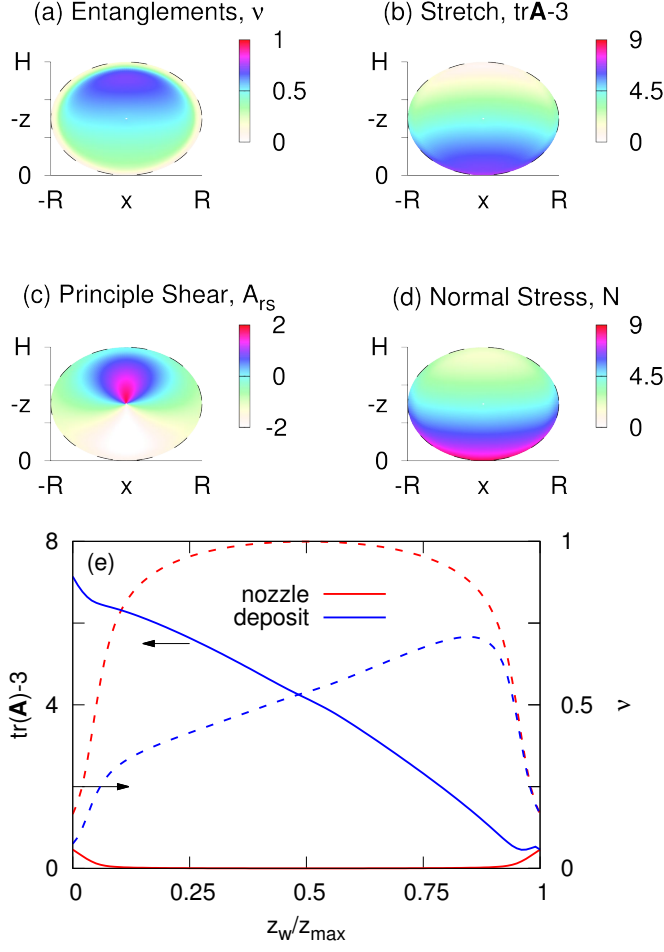 (a) Entanglements, ν
(b) Stretch, trA-3
H
-z
0
-R x R
1
0.5
0
H
-z
0
-R x R
9
4.5
0
(c) Principle Shear, Ars
(d) Normal Stress, N
H
-z
0
-R x R
2
0
-2
H
-z
0
-R x R
9
4.5
0
(e)
nozzle
deposit
8
4
0
tr(A)-3
1
0.5
0
ν
0 0.25 0.5 0.75 1
zw/zmax